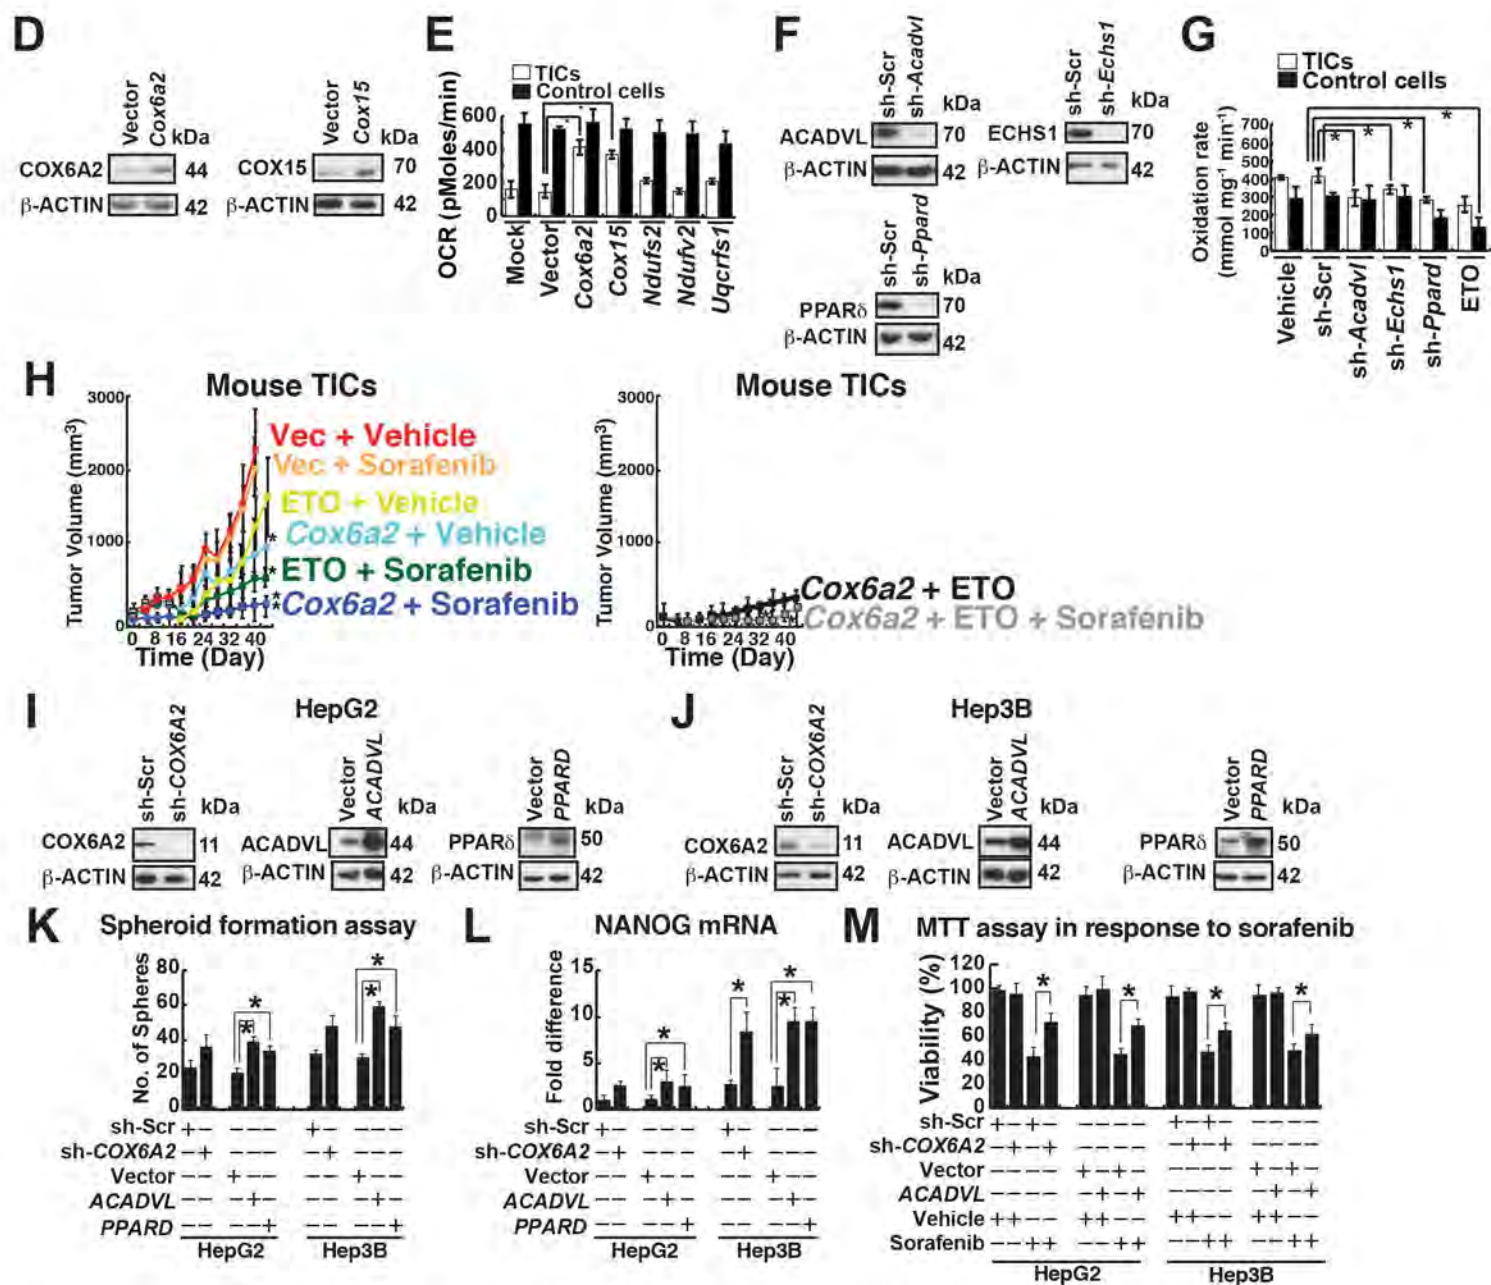 D
Vector
Cox6a2
kDa
COX6A2
44
β-ACTIN
42
Vector
Cox15
kDa
COX15
70
β-ACTIN
42
E
TICs
Control cells
OCR (pMoles/min)
600
400
200
0
*
*
Mock
Vector
Cox6a2
Cox15
Ndufs2
Ndufv2
Uqcrfs1
F
sh-Scr
sh-Acadvl
kDa
ACADVL
70
β-ACTIN
42
sh-Scr
sh-Echs1
kDa
ECHS1
70
β-ACTIN
42
sh-Scr
sh-Ppard
kDa
PPARδ
70
β-ACTIN
42
G
TICs
Control cells
Oxidation rate
(mmol mg⁻¹ min⁻¹)
700
600
500
400
300
200
100
0
* * * *
Vehicle
sh-Scr
sh-Acadvl
sh-Echs1
sh-Ppard
ETO
H
Mouse TICs
Tumor Volume (mm³)
3000
2000
1000
0
Vec + Vehicle
Vec + Sorafenib
ETO + Vehicle
Cox6a2 + Vehicle
ETO + Sorafenib
Cox6a2 + Sorafenib
0 8 16 24 32 40
Time (Day)
Mouse TICs
Tumor Volume (mm³)
3000
2000
1000
0
Cox6a2 + ETO
Cox6a2 + ETO + Sorafenib
0 8 16 24 32 40
Time (Day)
I
HepG2
sh-Scr
sh-COX6A2
kDa
COX6A2
11
β-ACTIN
42
Vector
ACADVL
kDa
ACADVL
44
β-ACTIN
42
Vector
PPARD
kDa
PPARδ
50
β-ACTIN
42
J
Hep3B
sh-Scr
sh-COX6A2
kDa
COX6A2
11
β-ACTIN
42
Vector
ACADVL
kDa
ACADVL
44
β-ACTIN
42
Vector
PPARD
kDa
PPARδ
50
β-ACTIN
42
K
Spheroid formation assay
No. of Spheres
80
60
40
20
0
* * * *
sh-Scr +−  −−−  +−  −−−
sh-COX6A2 −+  −−−  −+  −−−
Vector −−  +−−  −−  +−−
ACADVL −−  −+−  −−  −+−
PPARD −−  −−+  −−  −−+
HepG2 Hep3B
L
NANOG mRNA
Fold difference
15
10
5
0
* * * * *
sh-Scr +−  −−−  +−  −−−
sh-COX6A2 −+  −−−  −+  −−−
Vector −−  +−−  −−  +−−
ACADVL −−  −+−  −−  −+−
PPARD −−  −−+  −−  −−+
HepG2 Hep3B
M
MTT assay in response to sorafenib
Viability (%)
120
100
80
60
40
20
0
* * * *
sh-Scr +−+−  −−−−  +−+−  −−−−
sh-COX6A2 −+−+  −−−−  −+−+  −−−−
Vector −−−−  +−+−  −−−−  +−+−
ACADVL −−−−  −+−+  −−−−  −+−+
Vehicle ++−−  ++−−  ++−−  ++−−
Sorafenib −−++  −−++  −−++  −−++
HepG2 Hep3B